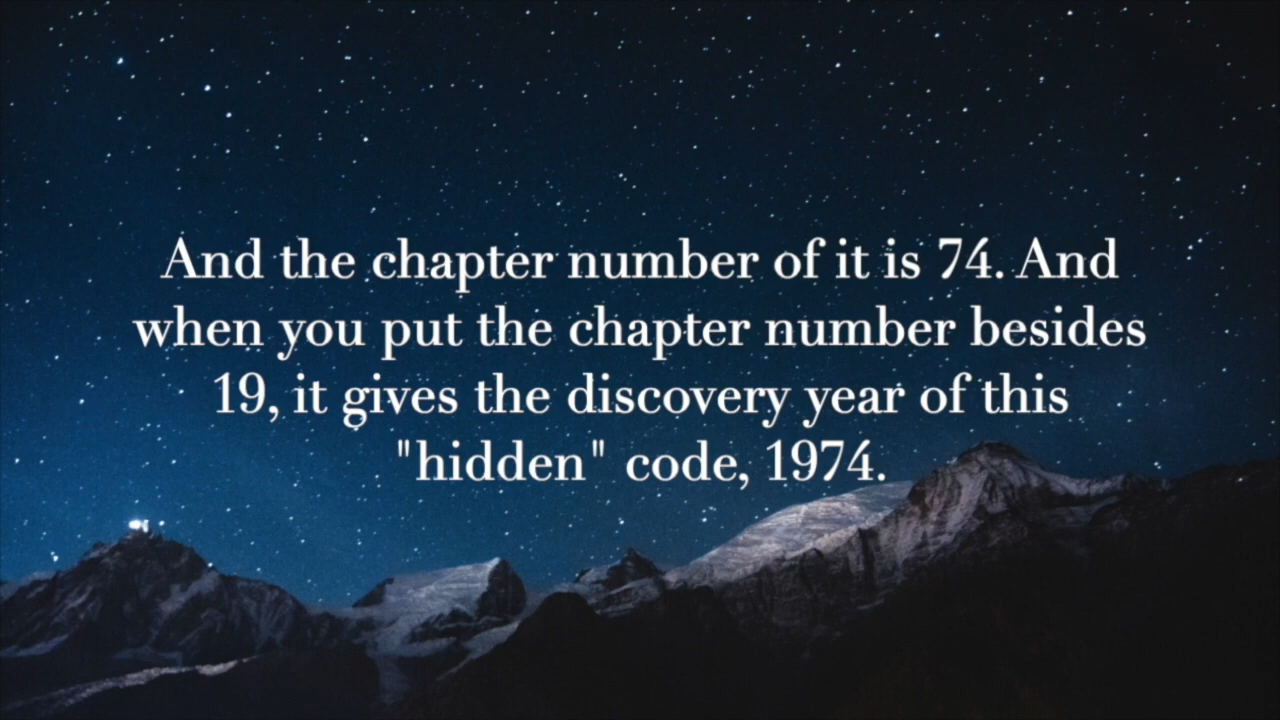 And the chapter number of it is 74. And
when you put the chapter number besides
19, it gives the discovery year of this
"hidden" code, 1974.